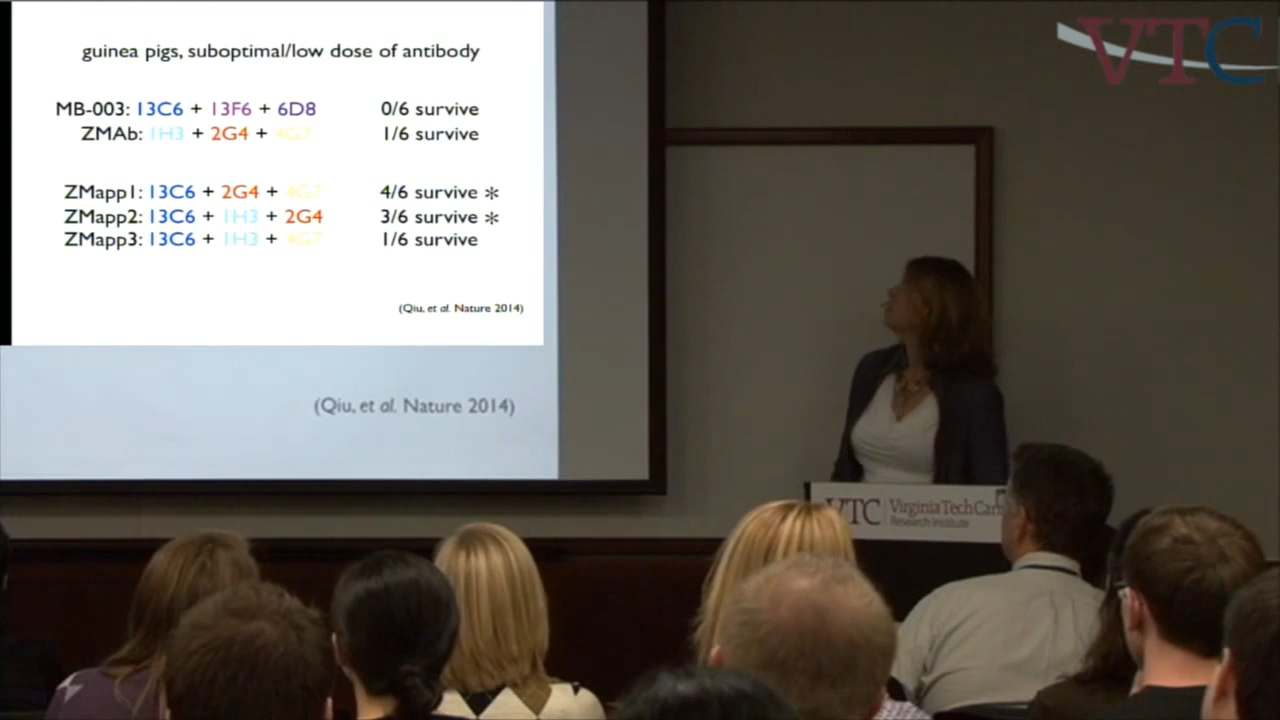 guinea pigs, suboptimal/low dose of antibody
MB-003: 13C6 + 13F6 + 6D8 0/6 survive
ZMAb: 1H3 + 2G4 + 4G7 1/6 survive
ZMapp1: 13C6 + 2G4 + 4G7 4/6 survive *
ZMapp2: 13C6 + 1H3 + 2G4 3/6 survive *
ZMapp3: 13C6 + 1H3 + 4G7 1/6 survive
(Qiu, et al. Nature 2014)
(Qiu, et al. Nature 2014)
VTC
VTC Virginia Tech
Research Institute